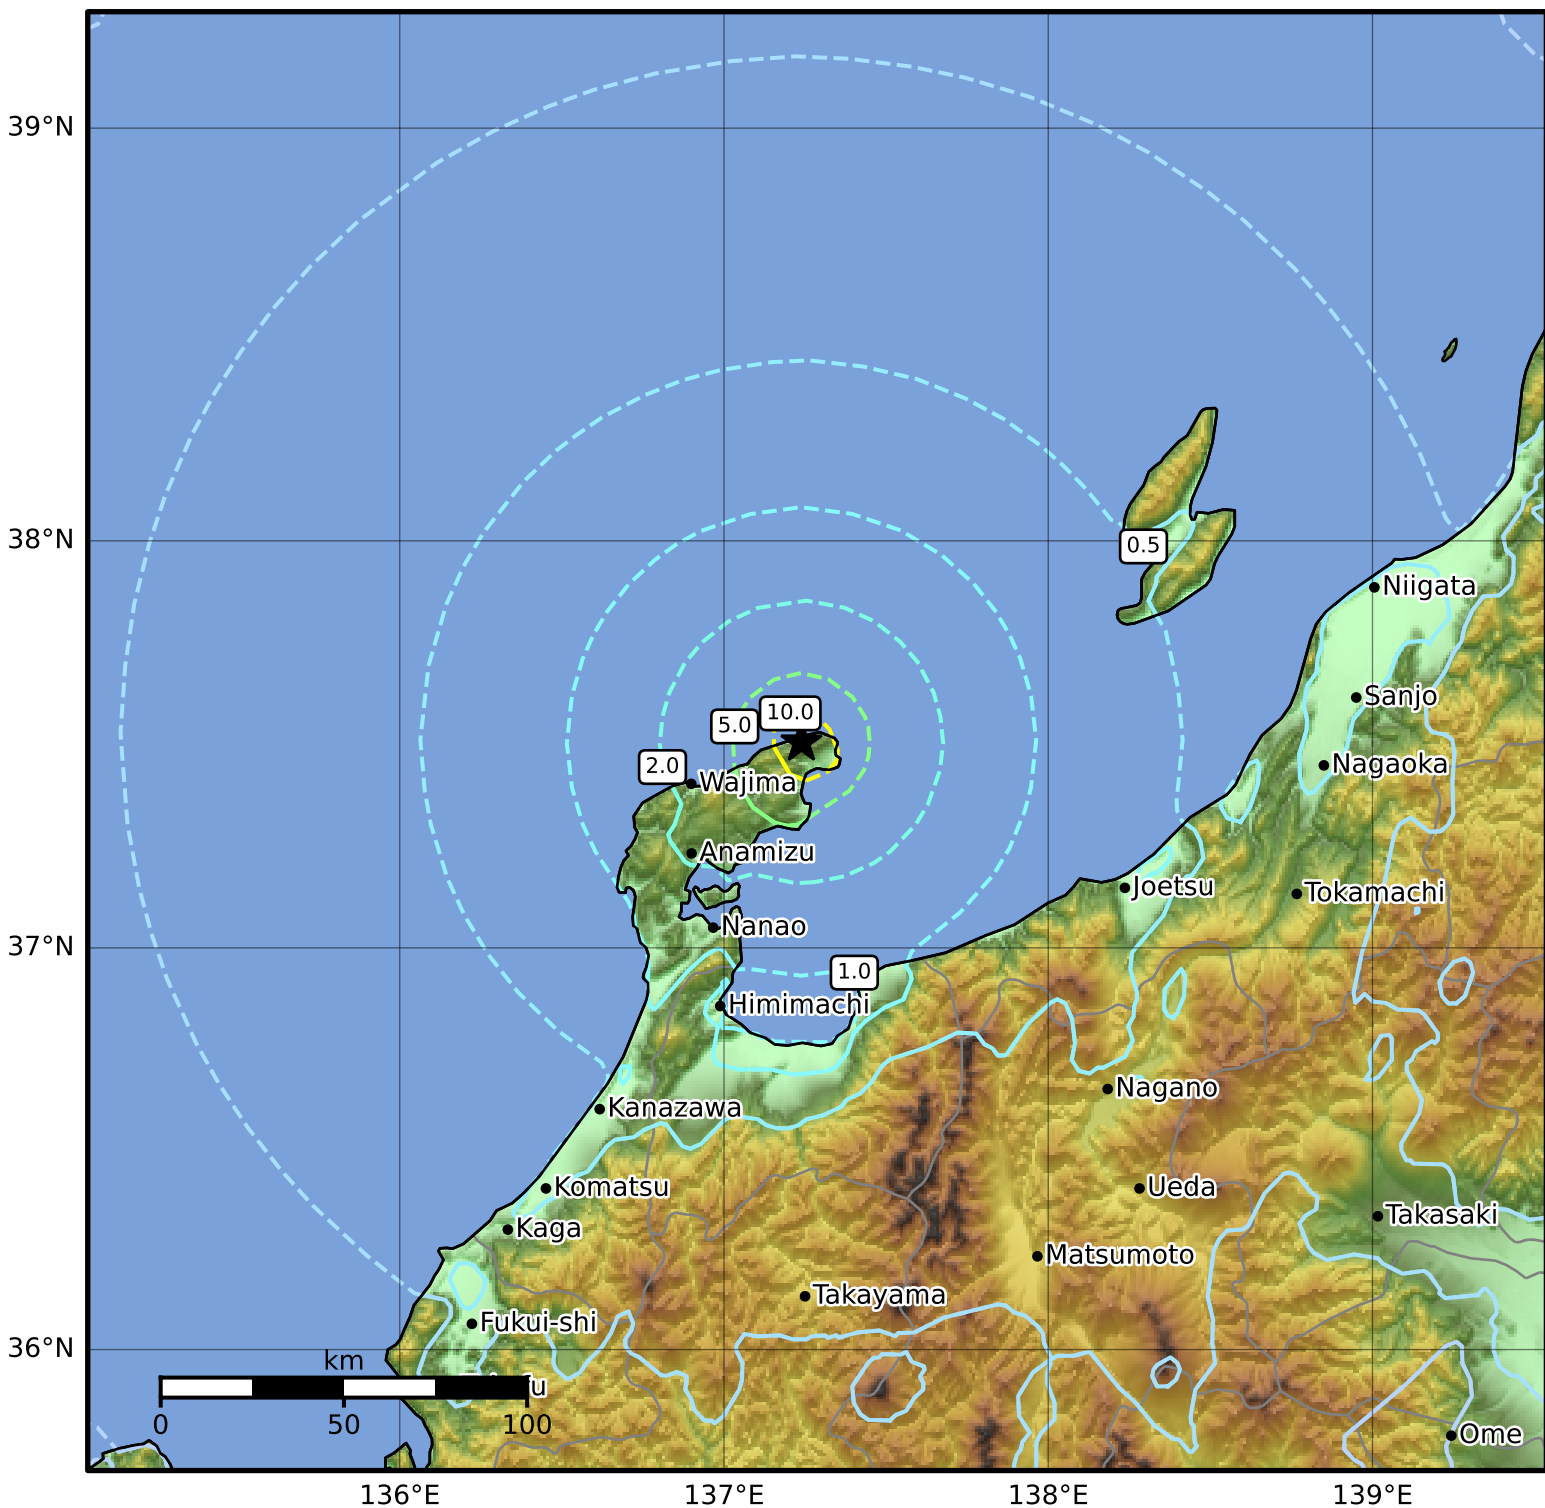 39°N
38°N
0.5
Niigata
Sanjo
10.0
5.0
2.0
Nagaoka
Wajima
Anamizu
Joetsu
Tokamachi
Nanao
1.0
Himimachi
Nagano
Kanazawa
37°N
Komatsu
Ueda
Takasaki
Kaga
Matsumoto
Takayama
Fukui-shi
36°N
km
0
50
100
Ome
136°E
137°E
138°E
139°E